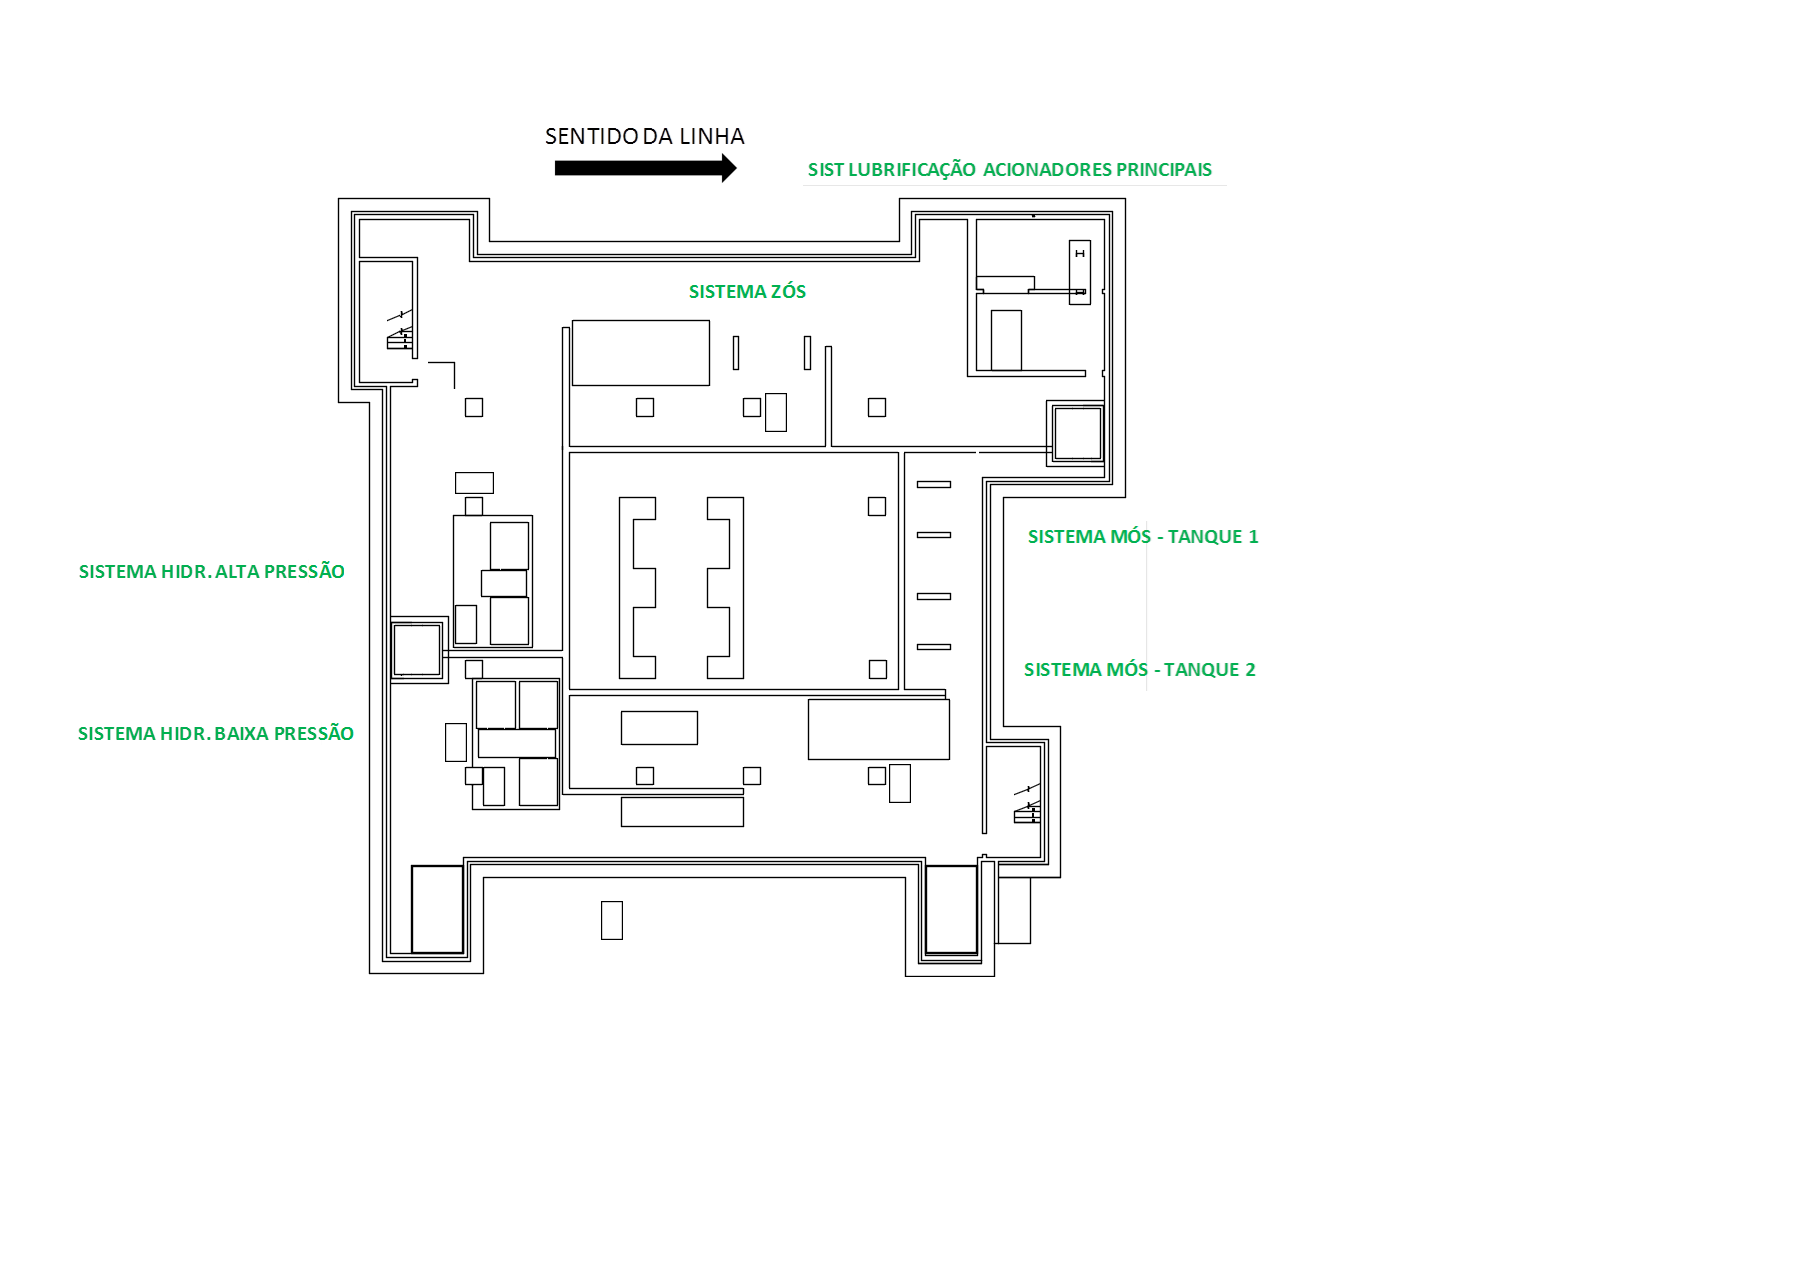 SENTIDO DA LINHA
SIST LUBRIFICAÇÃO ACIONADORES PRINCIPAIS
SISTEMA ZÓS
SISTEMA MÓS - TANQUE 1
SISTEMA HIDR. ALTA PRESSÃO
SISTEMA MÓS - TANQUE 2
SISTEMA HIDR. BAIXA PRESSÃO